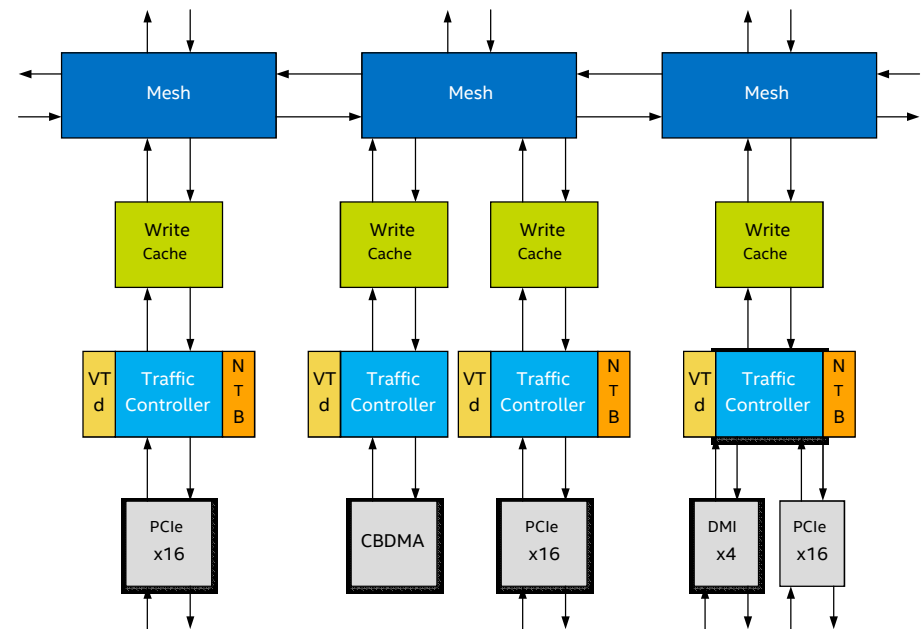 Mesh
Mesh
Mesh
Write
Cache
Write
Cache
Write
Cache
Write
Cache
VT
d
Traffic
Controller
N
T
B
VT
d
Traffic
Controller
VT
d
Traffic
Controller
N
T
B
VT
d
Traffic
Controller
N
T
B
PCIe
x16
CBDMA
PCIe
x16
DMI
x4
PCIe
x16